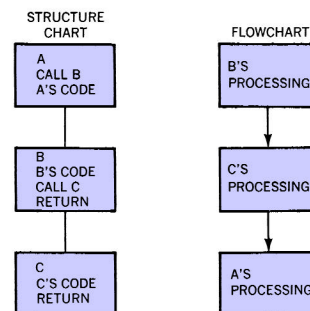 STRUCTURE
CHART
A
CALL B
A'S CODE
B
B'S CODE
CALL C
RETURN
C
C'S CODE
RETURN
FLOWCHART
B'S
PROCESSING
C'S
PROCESSING
A'S
PROCESSING